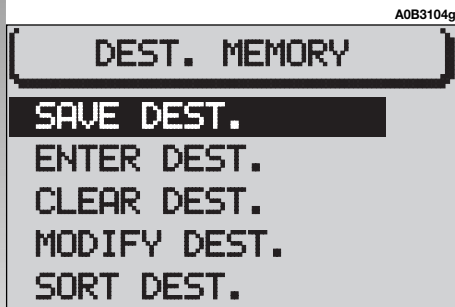 A0B3104g
DEST. MEMORY
SAVE DEST.
ENTER DEST.
CLEAR DEST.
MODIFY DEST.
SORT DEST.